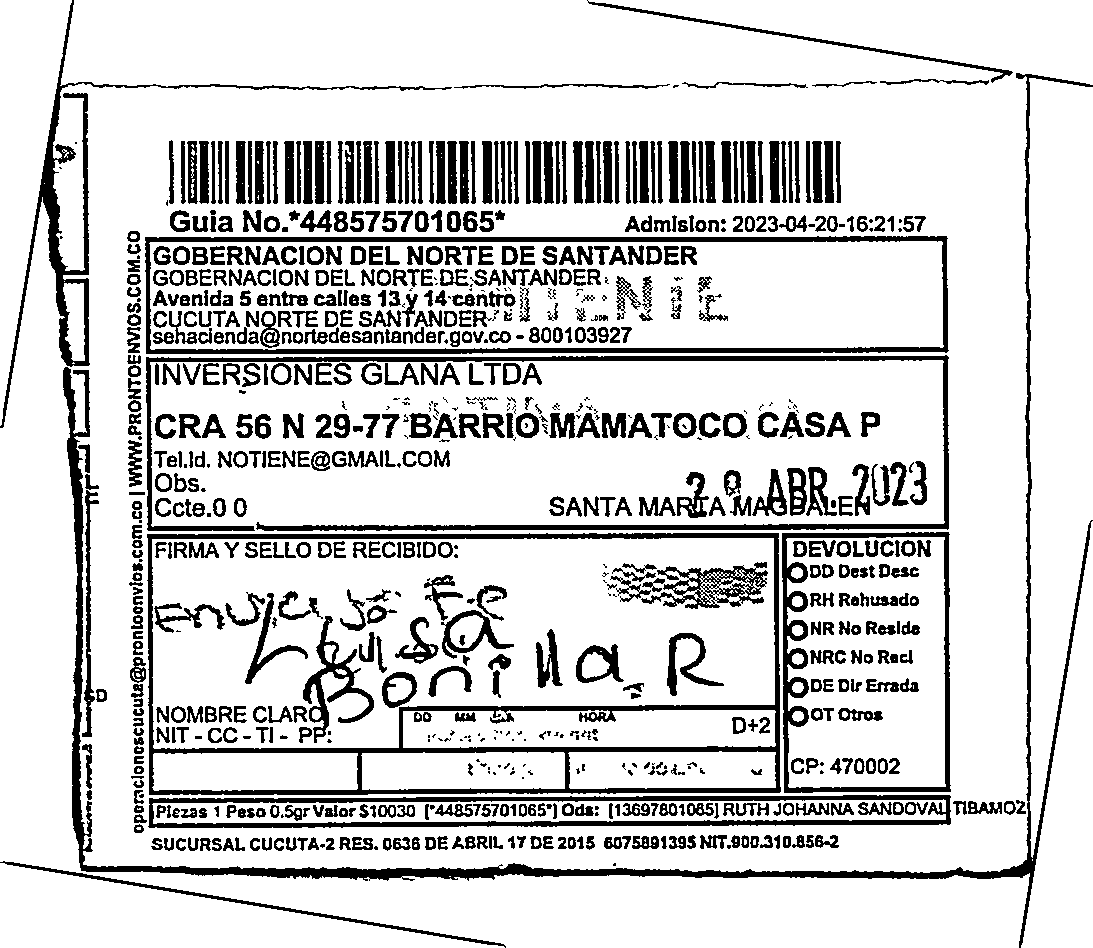 Guia No.*448575701065*
Admision: 2023-04-20-16:21:57
GOBERNACION DEL NORTE DE SANTANDER
GOBERNACION DEL NORTE DE SANTANDER
Avenida 5 entre calles 13 y 14 centro
CUCUTA NORTE DE SANTANDER
sehacienda@nortedesantander.gov.co - 800103927
INVERSIONES GLANA LTDA
CRA 56 N 29-77 BARRIO MAMATOCO CASA P
Tel.Id. NOTIENE@GMAIL.COM
Obs.
Ccte.0 0
ABR. 2023
SANTA MARTA MAGDALEN
FIRMA Y SELLO DE RECIBIDO:
Luisa
Bonilla R
NOMBRE CLARO
NIT - CC - TI - PP:
DD MM HORA
D+2
DEVOLUCION
DD Dest Desc
RH Rehusado
NR No Reside
NRC No Recl
DE Dir Errada
OT Otros
CP: 470002
Piezas 1 Peso 0.5gr Valor $10030 [*448575701065*] Ods: [13697801065] RUTH JOHANNA SANDOVAL TIBAMOZ
SUCURSAL CUCUTA-2 RES. 0636 DE ABRIL 17 DE 2015 6075891395 NIT.900.310.856-2
operacionescucuta@prontoenvios.com.co | WWW.PRONTOENVIOS.COM.CO